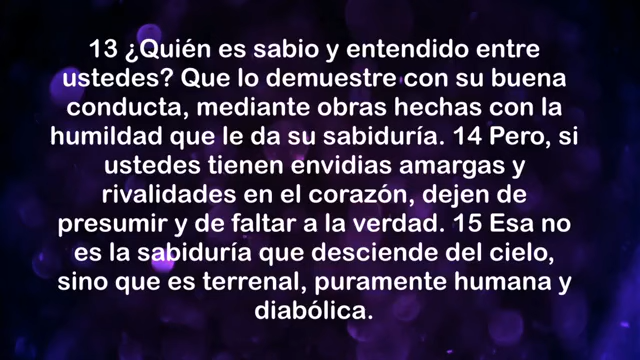 13 ¿Quién es sabio y entendido entre
ustedes? Que lo demuestre con su buena
conducta, mediante obras hechas con la
humildad que le da su sabiduría. 14 Pero, si
ustedes tienen envidias amargas y
rivalidades en el corazón, dejen de
presumir y de faltar a la verdad. 15 Esa no
es la sabiduría que desciende del cielo,
sino que es terrenal, puramente humana y
diabólica.